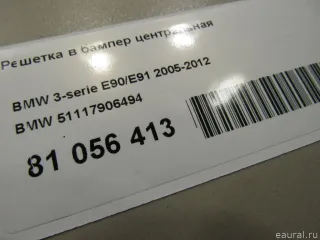 Решетка в бампер центральная
BMW 3-serie E90/E91 2005-2012
BMW 51117906494
81 056 413
eaural.ru